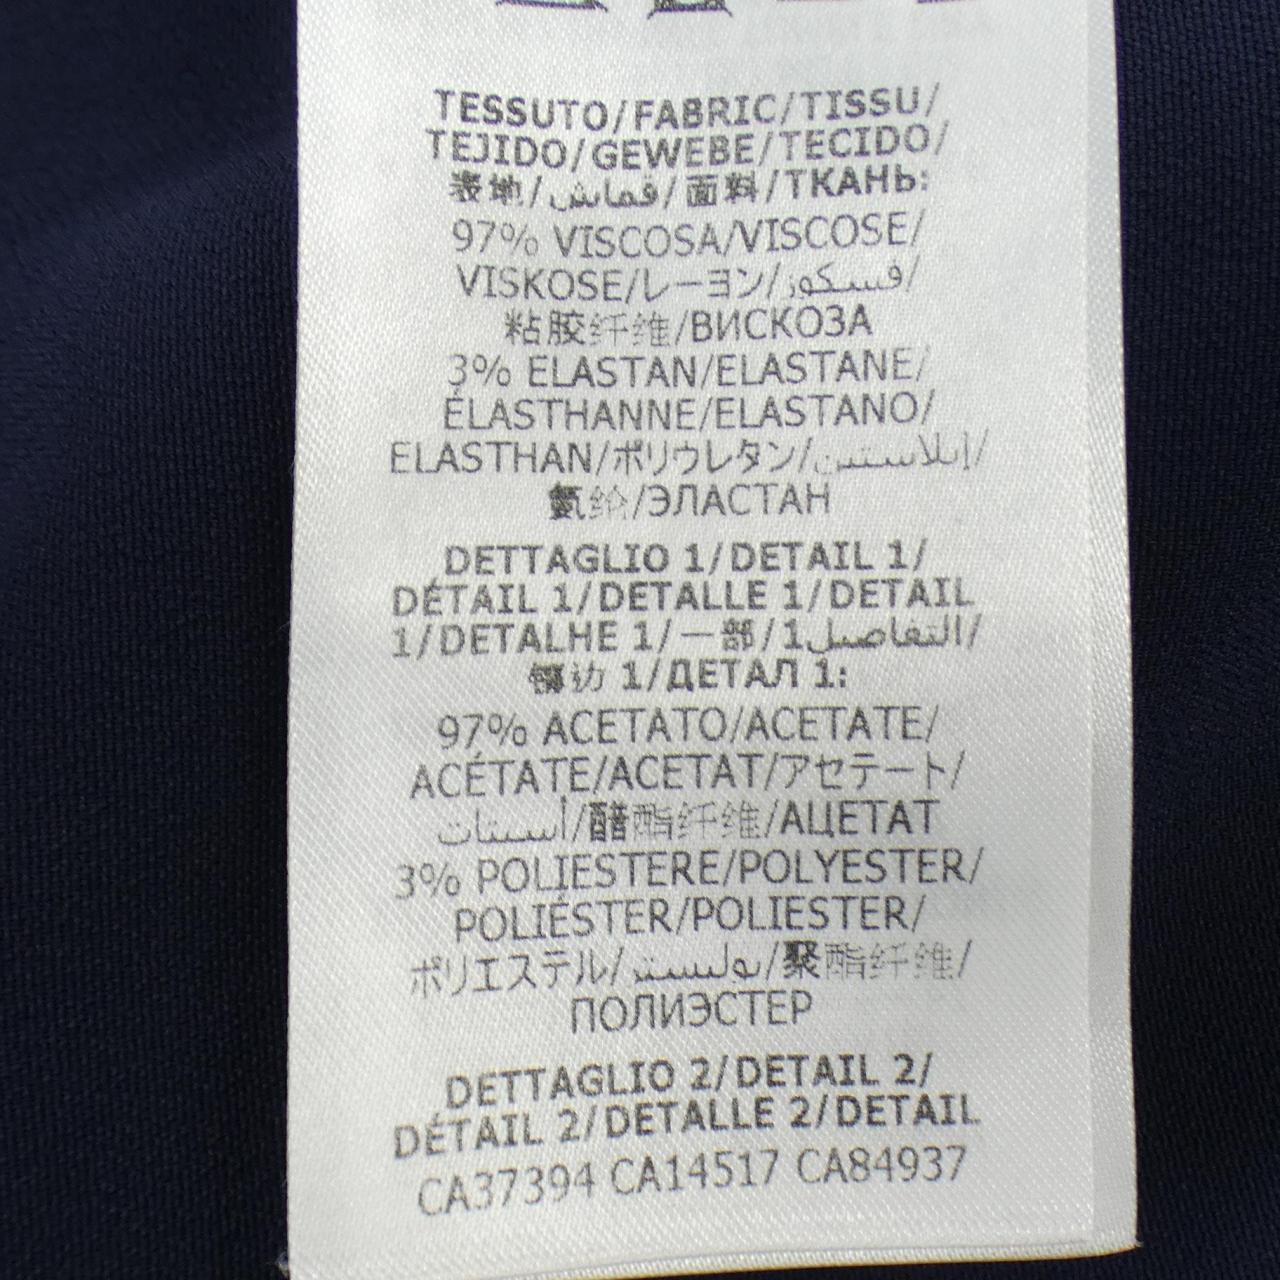 TESSUTO/FABRIC/TISSU/
TEJIDO/GEWEBE/TECIDO/
表地/قماش/面料/ТКАНЬ:
97% VISCOSA/VISCOSE/
VISKOSE/レーヨン/فسكوز/
粘胶纤维/ВИСКОЗА
3% ELASTAN/ELASTANE/
ÉLASTHANNE/ELASTANO/
ELASTHAN/ポリウレタン/إيلاستين/
氨纶/ЭЛАСТАН
DETTAGLIO 1/DETAIL 1/
DÉTAIL 1/DETALLE 1/DETAIL
1/DETALHE 1/一部/التفاصيل1/
镶边 1/ДЕТАЛ 1:
97% ACETATO/ACETATE/
ACÉTATE/ACETAT/アセテート/
أسيتات/醋酯纤维/АЦЕТАТ
3% POLIESTERE/POLYESTER/
POLIÉSTER/POLIESTER/
ポリエステル/بوليستر/聚酯纤维/
ПОЛИЭСТЕР
DETTAGLIO 2/DETAIL 2/
DÉTAIL 2/DETALLE 2/DETAIL
CA37394 CA14517 CA84937